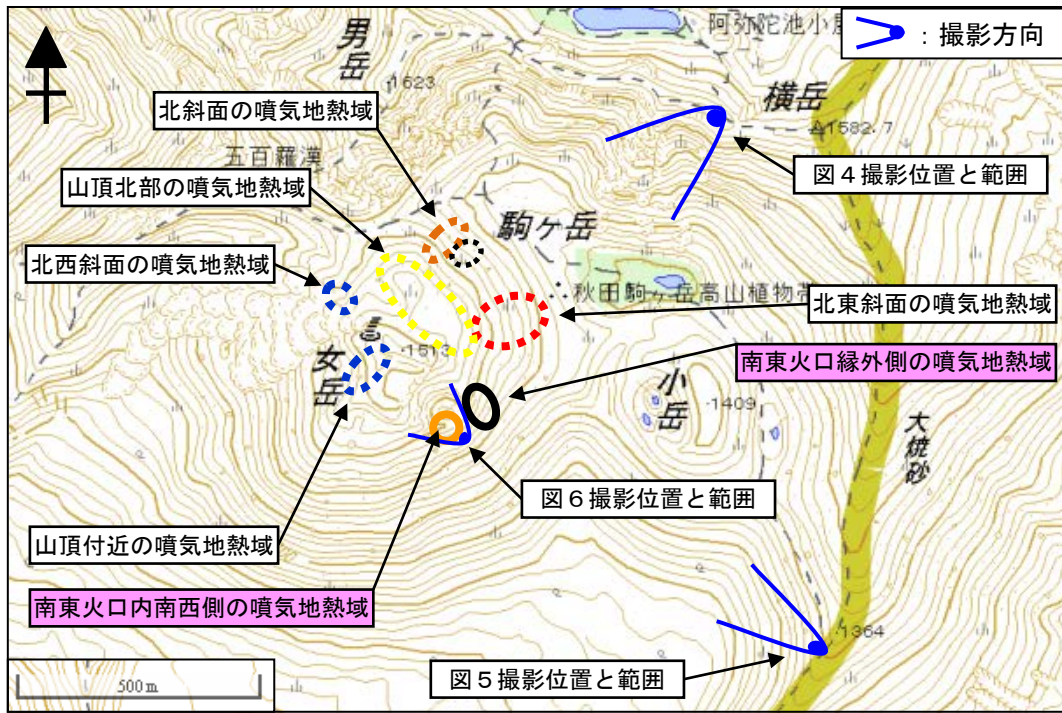 阿弥陀池小屋
：撮影方向
男岳
1623
横岳
1582.7
北斜面の噴気地熱域
五百羅漢
図４撮影位置と範囲
山頂北部の噴気地熱域
駒ヶ岳
北西斜面の噴気地熱域
秋田駒ヶ岳高山植物帯
北東斜面の噴気地熱域
女岳
1513
南東火口縁外側の噴気地熱域
小岳
1409
大焼砂
図６撮影位置と範囲
山頂付近の噴気地熱域
南東火口内南西側の噴気地熱域
1364
図５撮影位置と範囲
500m